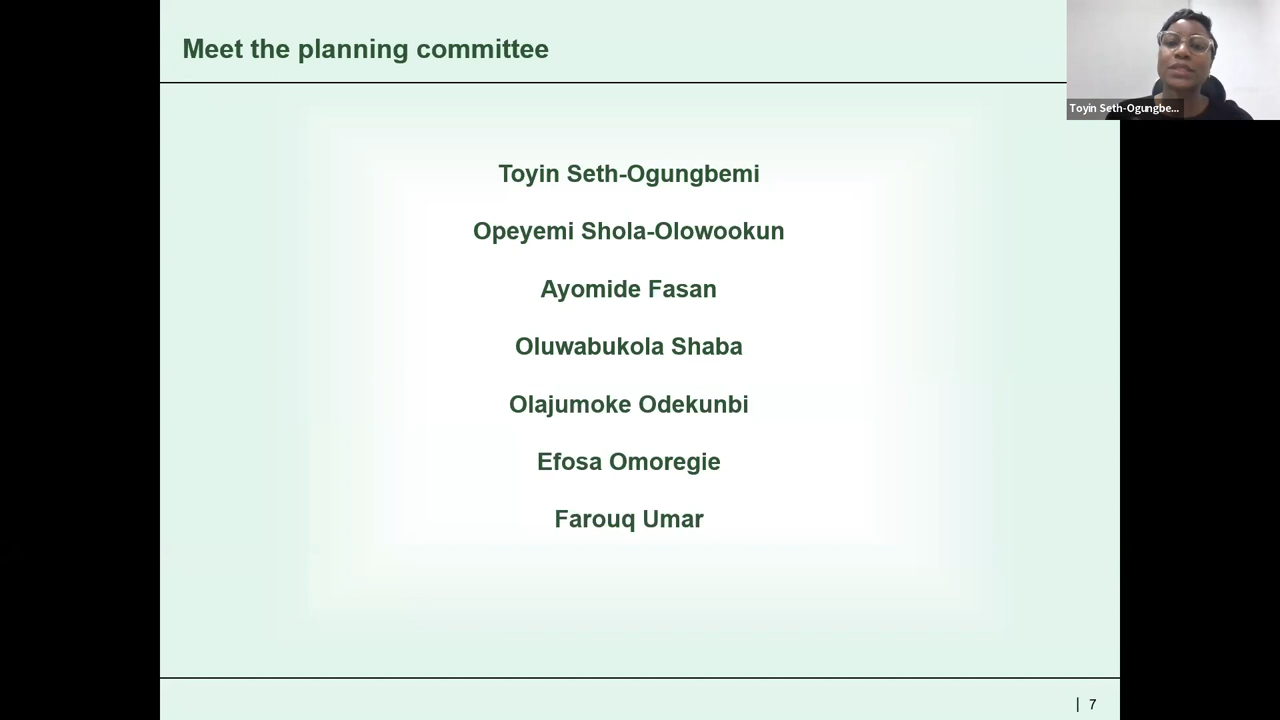 Meet the planning committee
Toyin Seth-Ogungbe...
Toyin Seth-Ogungbemi
Opeyemi Shola-Olowookun
Ayomide Fasan
Oluwabukola Shaba
Olajumoke Odekunbi
Efosa Omoregie
Farouq Umar
| 7